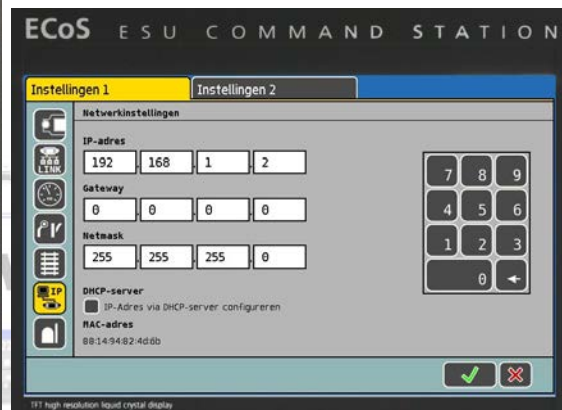 ECoS ESU COMMAND STATION
Instellingen 1 Instellingen 2
Netwerkinstellingen
IP-adres
192 . 168 . 1 . 2
Gateway
0 . 0 . 0 . 0
Netmask
255 . 255 . 255 . 0
DHCP-server
IP-Adres via DHCP-server configureren
MAC-adres
88:14:94:82:4d:6b
LINK
IP
7 8 9
4 5 6
1 2 3
0
TFT high resolution liquid crystal display